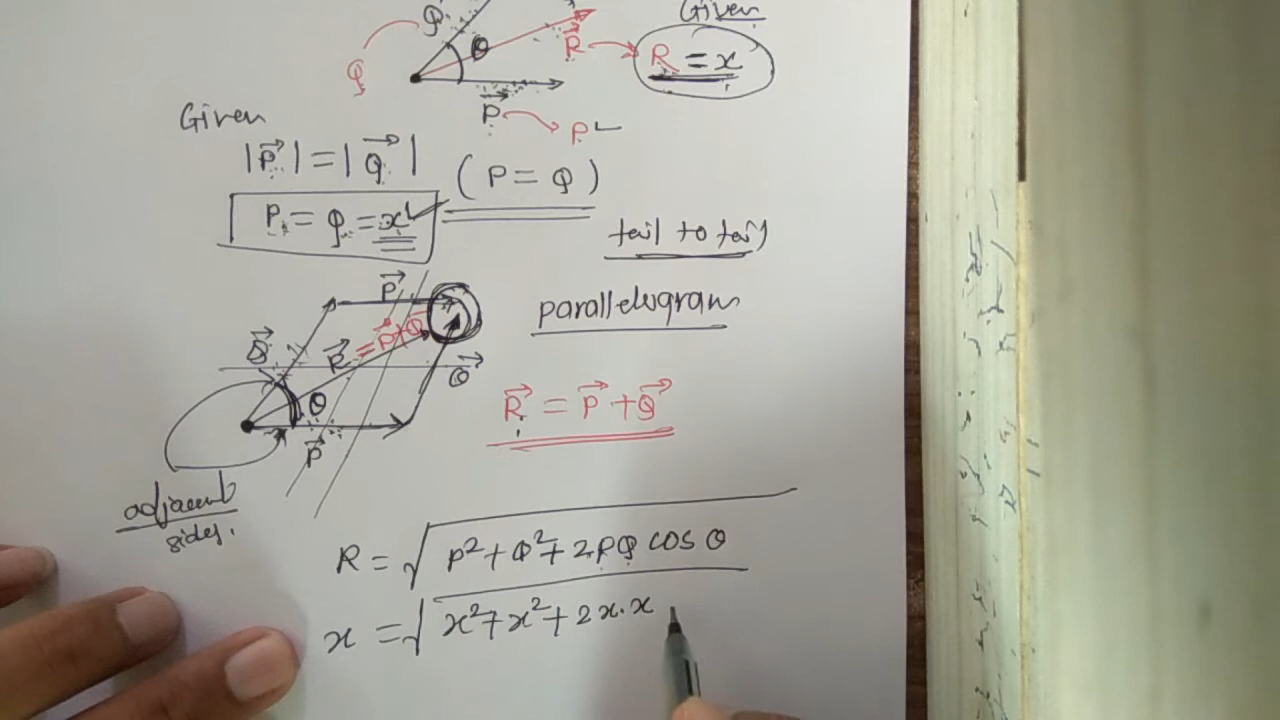 Given
Q
θ
R⃗
R = x
Q
P⃗
P
Given
|P⃗| = |Q⃗|
(P = Q)
P = Q = x
tail to tail
P⃗
parallelogram
Q⃗
R⃗ = P⃗+Q⃗
Q⃗
θ
R⃗ = P⃗ + Q⃗
P⃗
adjacent
sides.
R = √P²+Q²+2PQ cos θ
x = √x²+x²+2x.x